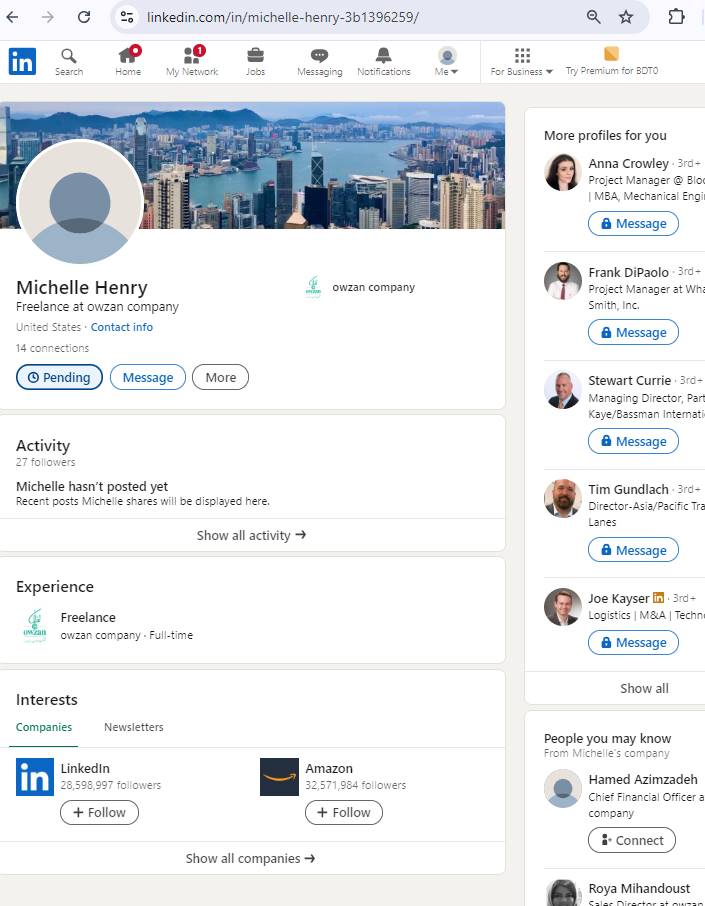 linkedin.com/in/michelle-henry-3b1396259/
in
Search
Home
1
My Network
Jobs
Messaging
Notifications
Me
For Business
Try Premium for BDT0
Michelle Henry
owzan company
Freelance at owzan company
United States · Contact info
14 connections
Pending
Message
More
Activity
27 followers
Michelle hasn't posted yet
Recent posts Michelle shares will be displayed here.
Show all activity →
Experience
owzan
Freelance
owzan company · Full-time
Interests
Companies
Newsletters
in
LinkedIn
28,598,997 followers
+ Follow
Amazon
32,571,984 followers
+ Follow
Show all companies →
More profiles for you
Anna Crowley · 3rd+
Project Manager @ Bloc
| MBA, Mechanical Engi
Message
Frank DiPaolo · 3rd+
Project Manager at Wha
Smith, Inc.
Message
Stewart Currie · 3rd+
Managing Director, Part
Kaye/Bassman Internati
Message
Tim Gundlach · 3rd+
Director-Asia/Pacific Tra
Lanes
Message
Joe Kayser in · 3rd+
Logistics | M&A | Techn
Message
Show all
People you may know
From Michelle's company
Hamed Azimzadeh
Chief Financial Officer a
company
Connect
Roya Mihandoust
Sales Director at owzan